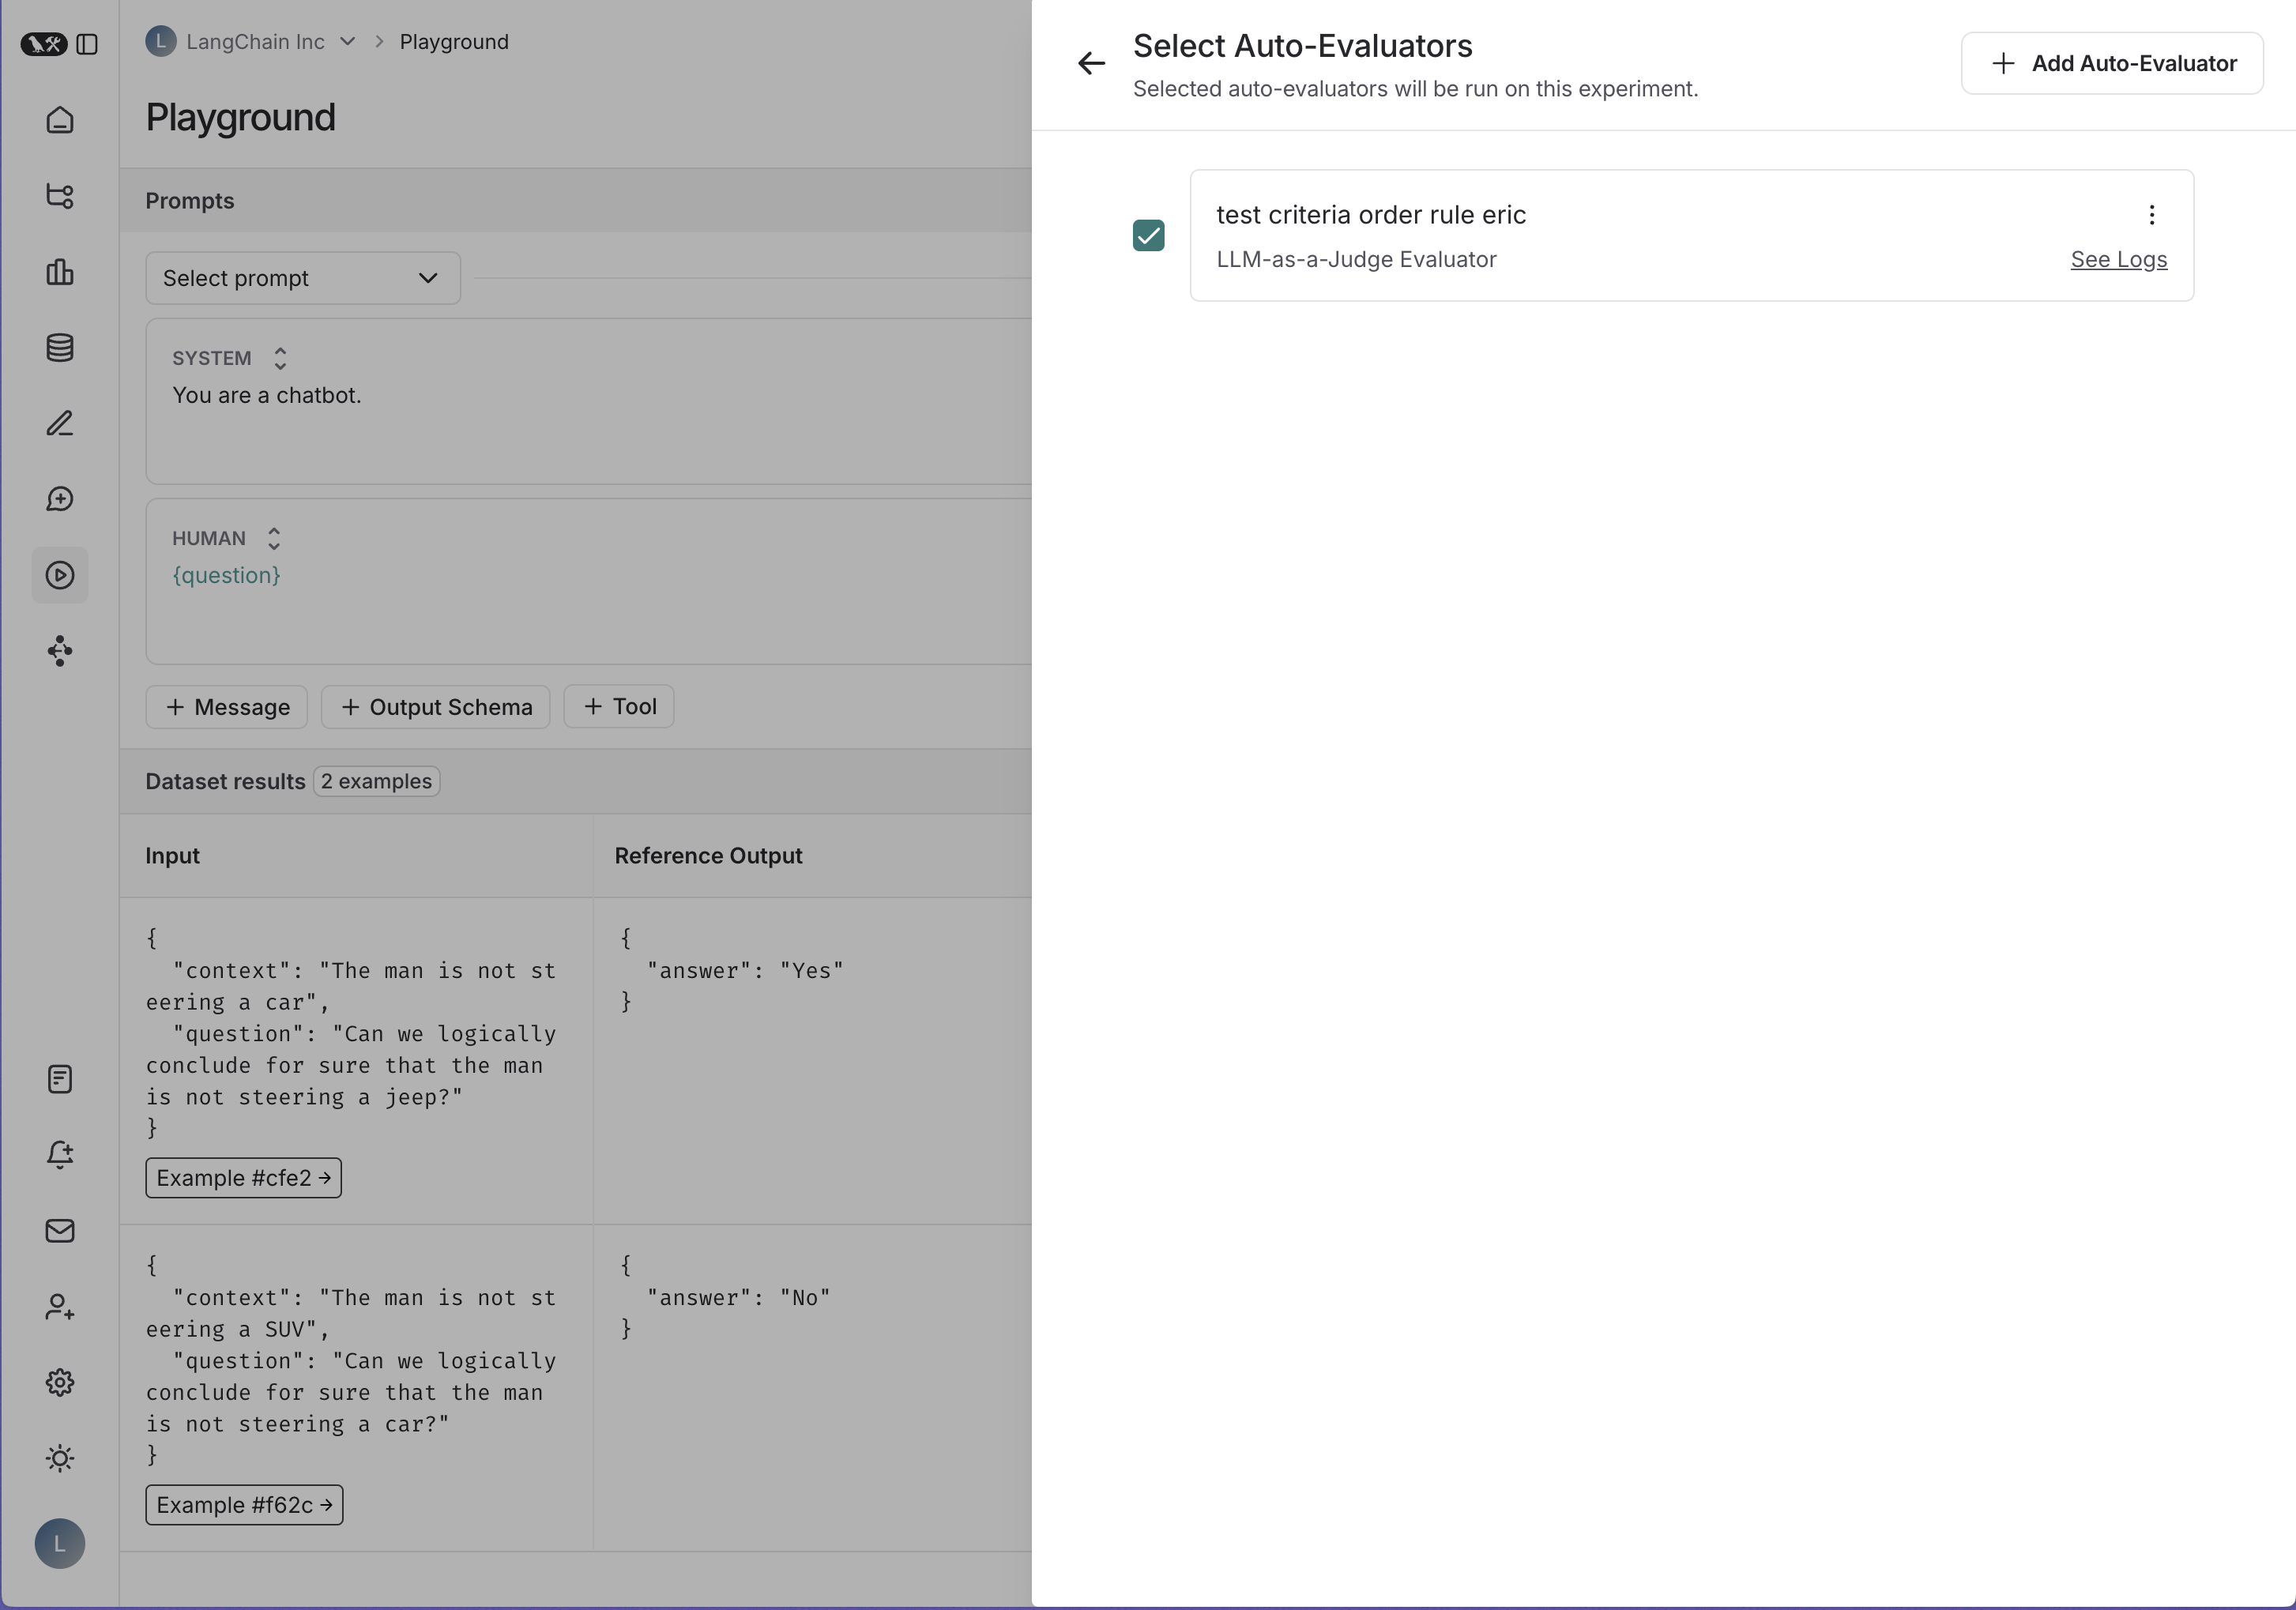 L LangChain Inc > Playground
Playground
Prompts
Select prompt
SYSTEM
You are a chatbot.
HUMAN
{question}
+ Message
+ Output Schema
+ Tool
Dataset results 2 examples
Input
Reference Output
{
"context": "The man is not st
eering a car",
"question": "Can we logically
conclude for sure that the man
is not steering a jeep?"
}
Example #cfe2 →
{
"answer": "Yes"
}
{
"context": "The man is not st
eering a SUV",
"question": "Can we logically
conclude for sure that the man
is not steering a car?"
}
Example #f62c →
{
"answer": "No"
}
L
Select Auto-Evaluators
Selected auto-evaluators will be run on this experiment.
+ Add Auto-Evaluator
test criteria order rule eric
LLM-as-a-Judge Evaluator
See Logs